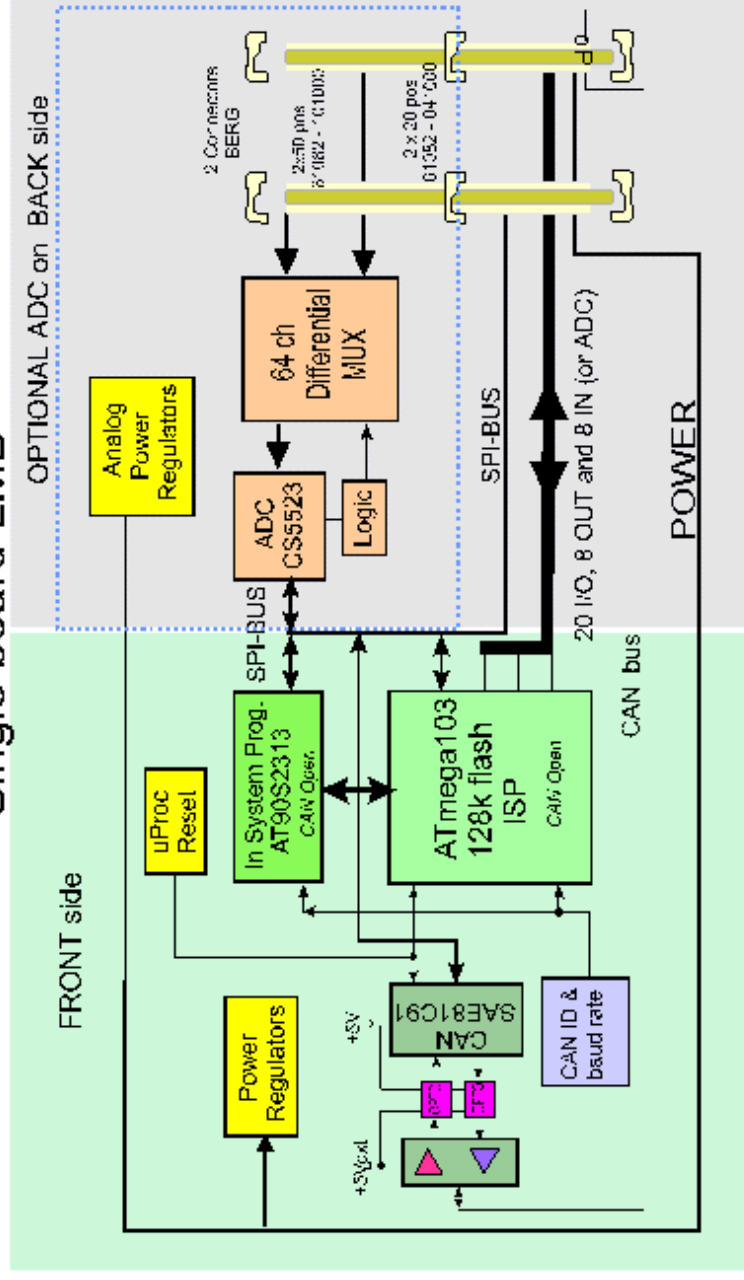 OPTIONAL ADC on BACK side
FRONT side
2 Connectors
BERG
2x50 pos
2 x 20 pos
Analog
Power
Regulators
64 ch
Differential
MUX
ADC
CS5523
Logic
SPI-BUS
SPI-BUS
20 I/O, 8 OUT and 8 IN (or ADC)
POWER
CAN bus
uProc
Reset
In System Prog.
AT90S2313
CAN Open
ATmega103
128k flash
ISP
CAN Open
Power
Regulators
CAN
SAE81C91
+5V
CAN ID &
baud rate